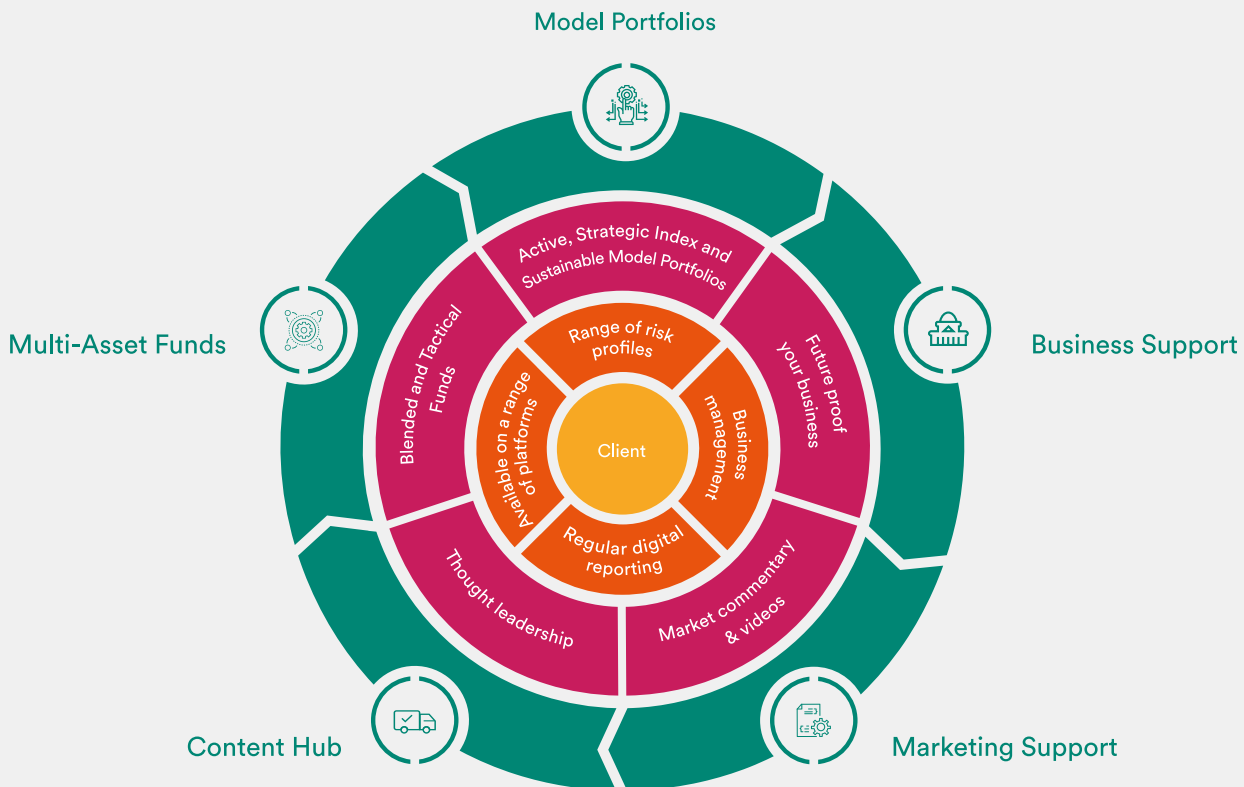 Model Portfolios
Active, Strategic Index and
Sustainable Model Portfolios
Multi-Asset Funds
Business Support
Blended and Tactical
Funds
Future proof
your business
Range of risk
profiles
Available on a range
of platforms
Business
management
Client
Regular digital
reporting
Thought leadership
Market commentary
& videos
Content Hub
Marketing Support